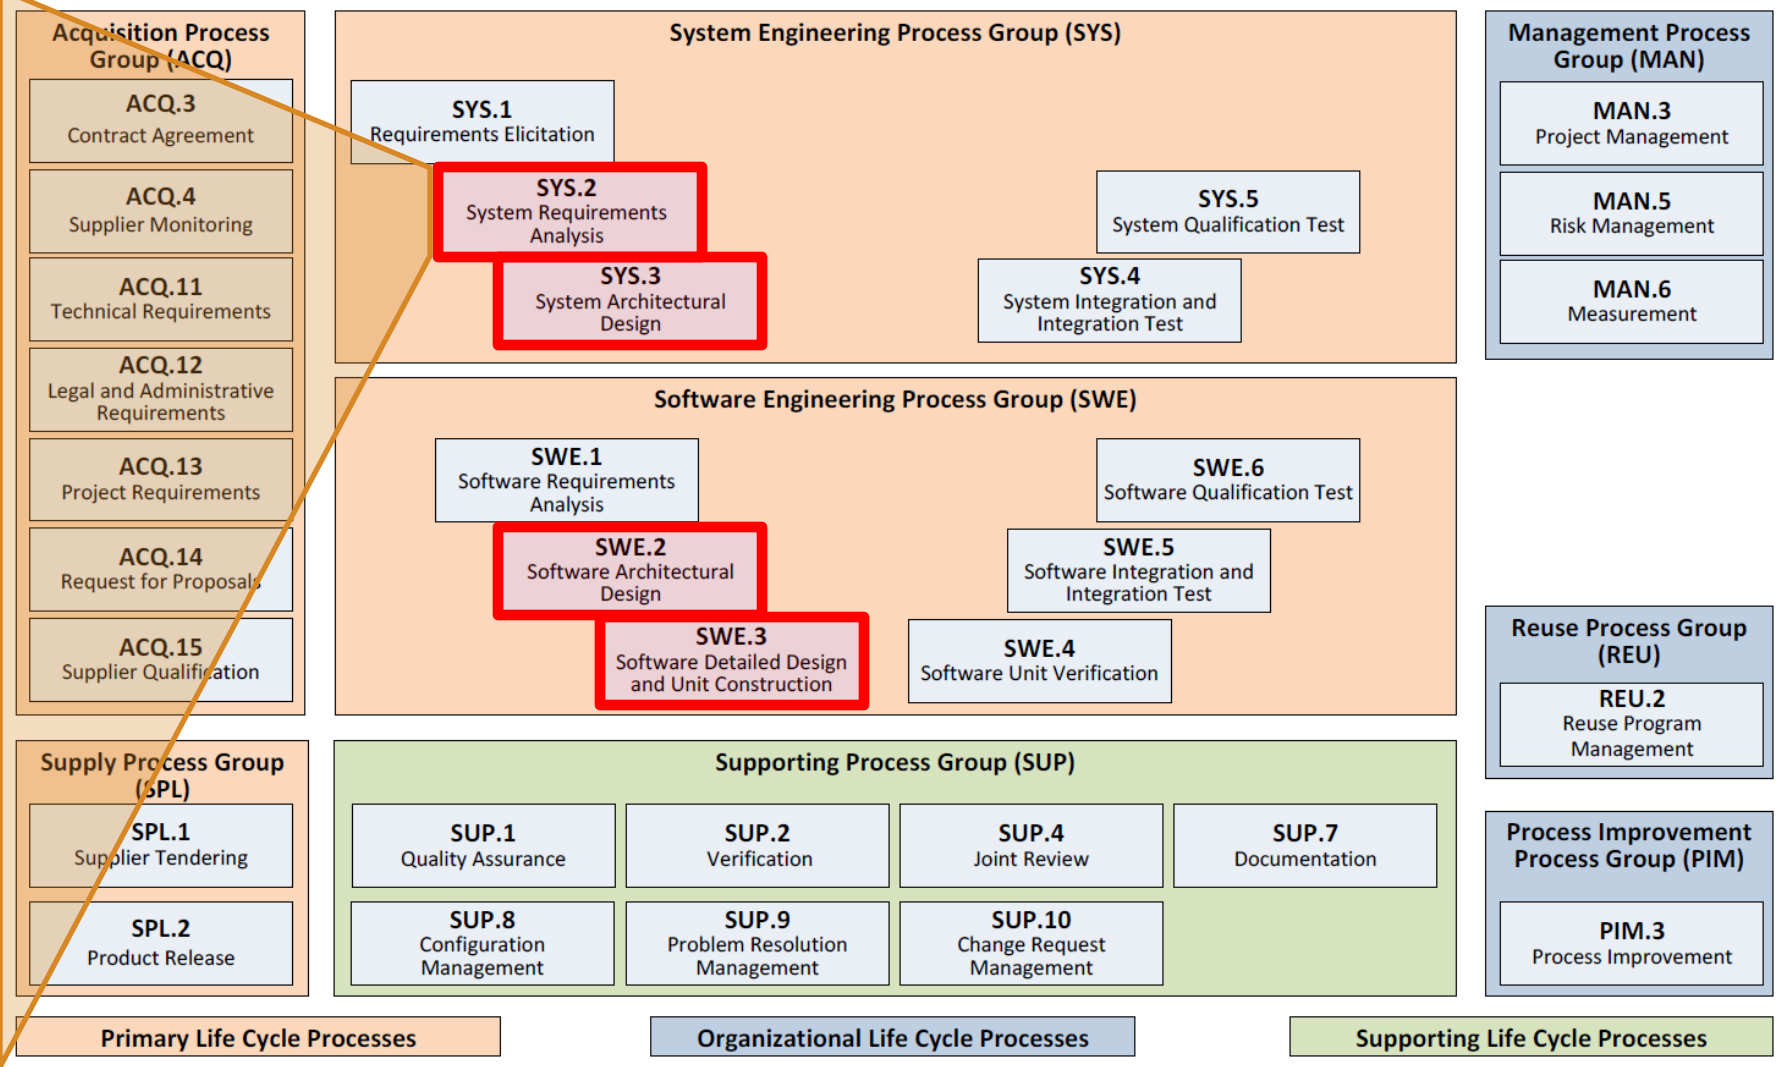 Acquisition Process
Group (ACQ)
ACQ.3
Contract Agreement
ACQ.4
Supplier Monitoring
ACQ.11
Technical Requirements
ACQ.12
Legal and Administrative
Requirements
ACQ.13
Project Requirements
ACQ.14
Request for Proposals
ACQ.15
Supplier Qualification
System Engineering Process Group (SYS)
SYS.1
Requirements Elicitation
SYS.2
System Requirements
Analysis
SYS.3
System Architectural
Design
SYS.5
System Qualification Test
SYS.4
System Integration and
Integration Test
Software Engineering Process Group (SWE)
SWE.1
Software Requirements
Analysis
SWE.2
Software Architectural
Design
SWE.3
Software Detailed Design
and Unit Construction
SWE.6
Software Qualification Test
SWE.5
Software Integration and
Integration Test
SWE.4
Software Unit Verification
Management Process
Group (MAN)
MAN.3
Project Management
MAN.5
Risk Management
MAN.6
Measurement
Reuse Process Group
(REU)
REU.2
Reuse Program
Management
Supply Process Group
(SPL)
SPL.1
Supplier Tendering
SPL.2
Product Release
Supporting Process Group (SUP)
SUP.1
Quality Assurance
SUP.2
Verification
SUP.4
Joint Review
SUP.7
Documentation
SUP.8
Configuration
Management
SUP.9
Problem Resolution
Management
SUP.10
Change Request
Management
Process Improvement
Process Group (PIM)
PIM.3
Process Improvement
Primary Life Cycle Processes
Organizational Life Cycle Processes
Supporting Life Cycle Processes